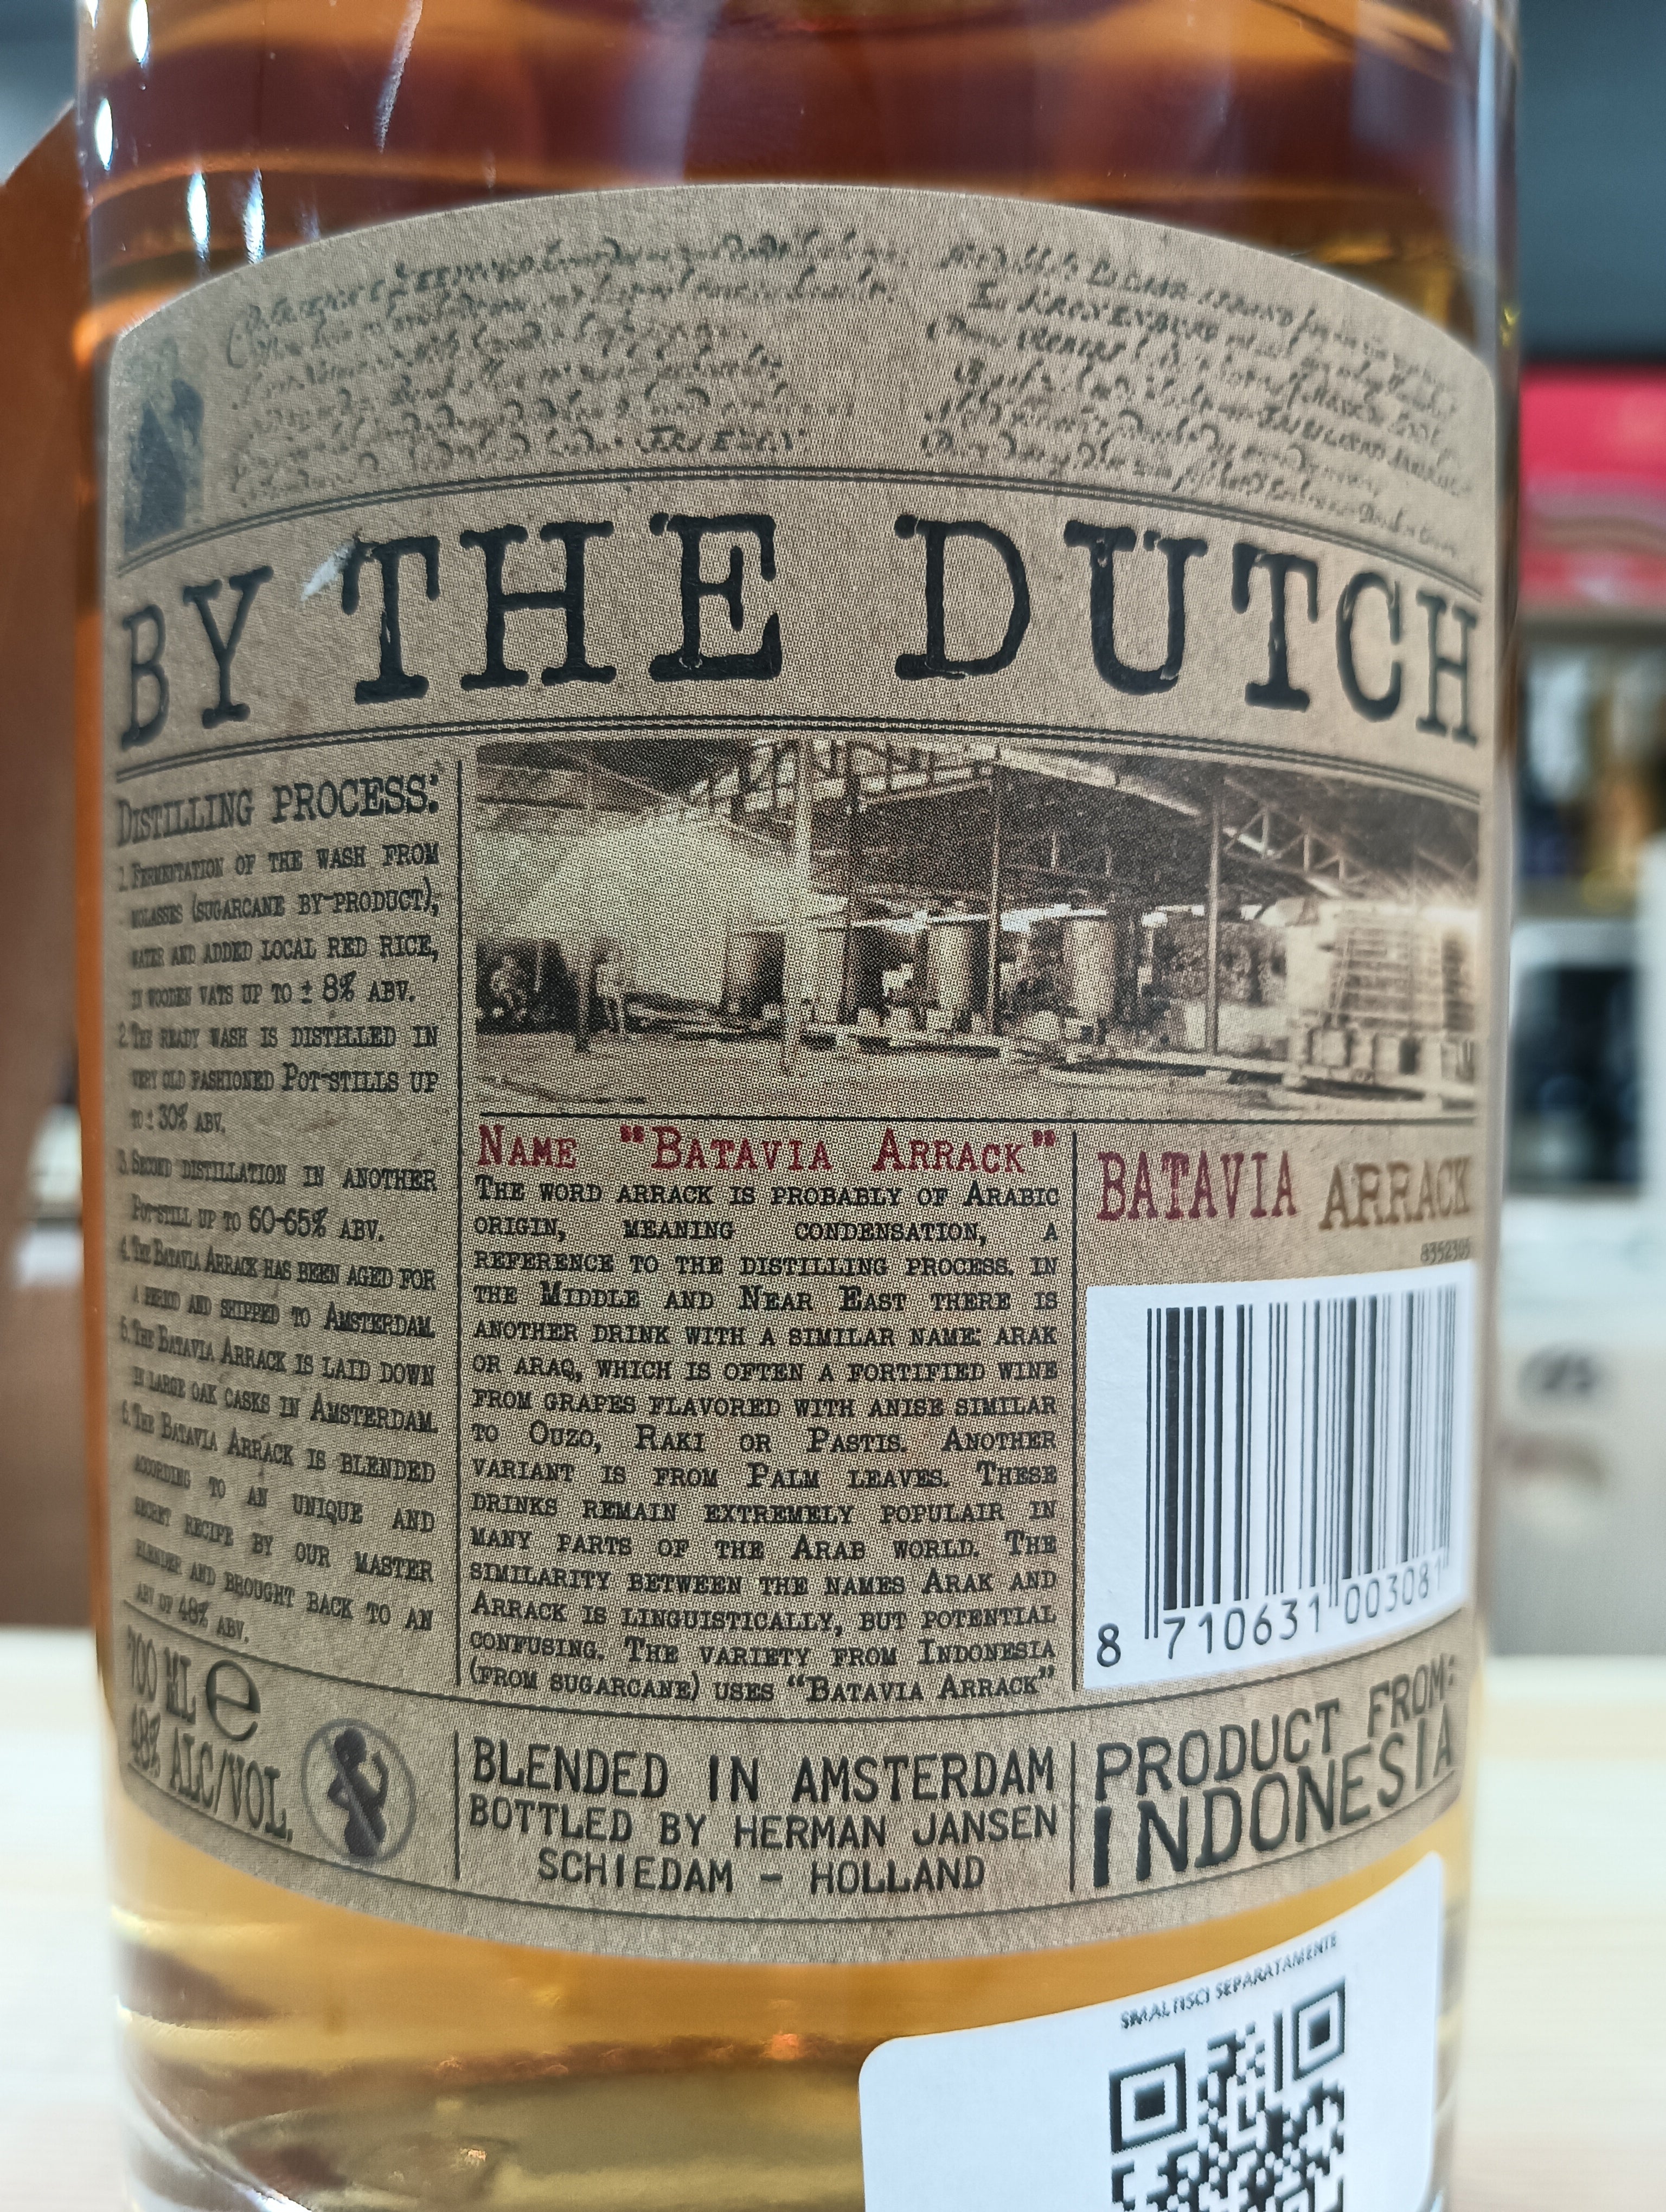 BY THE DUTCH
DISTILLING PROCESS:
1. FERMENTATION OF THE WASH FROM
MOLASSES (SUGARCANE BY-PRODUCT),
WATER AND ADDED LOCAL RED RICE,
IN WOODEN VATS UP TO ± 8% ABV.
2. THE READY WASH IS DISTILLED IN
VERY OLD FASHIONED POT-STILLS UP
TO ± 30% ABV.
3. SECOND DISTILLATION IN ANOTHER
POT-STILL UP TO 60-65% ABV.
4. THE BATAVIA ARRACK HAS BEEN AGED FOR
A PERIOD AND SHIPPED TO AMSTERDAM.
5. THE BATAVIA ARRACK IS LAID DOWN
IN LARGE OAK CASKS IN AMSTERDAM.
6. THE BATAVIA ARRACK IS BLENDED
ACCORDING TO AN UNIQUE AND
SECRET RECIPE BY OUR MASTER
BLENDER AND BROUGHT BACK TO AN
ABV OF 48% ABV.
NAME "BATAVIA ARRACK"
THE WORD ARRACK IS PROBABLY OF ARABIC
ORIGIN, MEANING CONDENSATION, A
REFERENCE TO THE DISTILLING PROCESS. IN
THE MIDDLE AND NEAR EAST THERE IS
ANOTHER DRINK WITH A SIMILAR NAME: ARAK
OR ARAQ, WHICH IS OFTEN A FORTIFIED WINE
FROM GRAPES FLAVORED WITH ANISE SIMILAR
TO OUZO, RAKI OR PASTIS. ANOTHER
VARIANT IS FROM PALM LEAVES. THESE
DRINKS REMAIN EXTREMELY POPULAIR IN
MANY PARTS OF THE ARAB WORLD. THE
SIMILARITY BETWEEN THE NAMES ARAK AND
ARRACK IS LINGUISTICALLY, BUT POTENTIAL
CONFUSING. THE VARIETY FROM INDONESIA
(FROM SUGARCANE) USES “BATAVIA ARRACK”
BATAVIA ARRACK
8 710631 003081
700 ML e
48% ALC/VOL.
BLENDED IN AMSTERDAM
BOTTLED BY HERMAN JANSEN
SCHIEDAM - HOLLAND
PRODUCT FROM:
INDONESIA
SMALTISCI SEPARATAMENTE